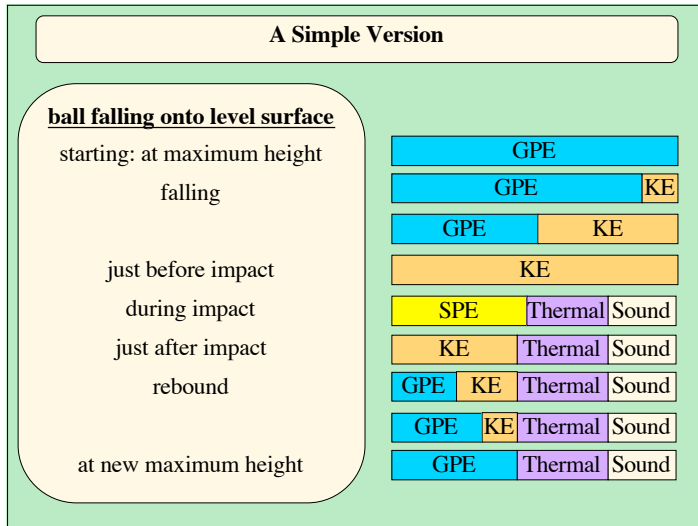 A Simple Version
ball falling onto level surface
starting: at maximum height GPE
falling GPE KE
GPE KE
just before impact KE
during impact SPE Thermal Sound
just after impact KE Thermal Sound
rebound GPE KE Thermal Sound
GPE KE Thermal Sound
at new maximum height GPE Thermal Sound